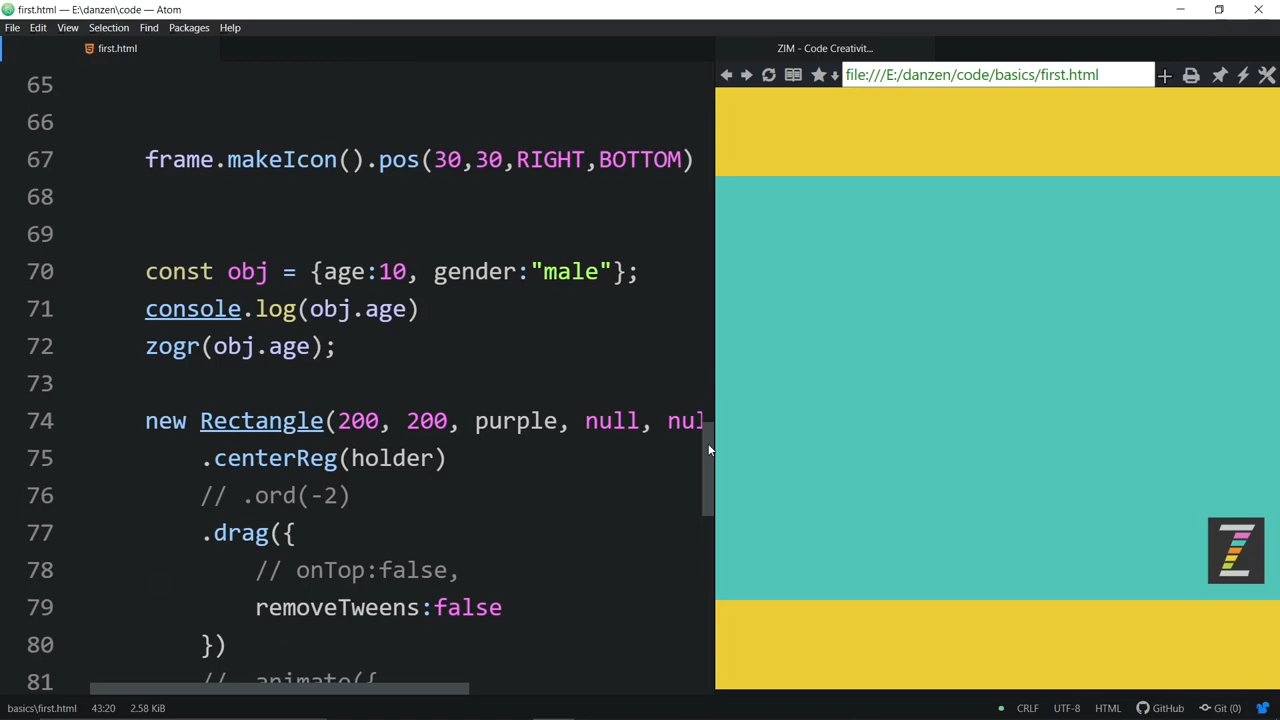 first.html — E:\danzen\code — Atom
File Edit View Selection Find Packages Help
first.html
ZIM - Code Creativit...
file:///E:/danzen/code/basics/first.html
65
66
67 frame.makeIcon().pos(30,30,RIGHT,BOTTOM)
68
69
70 const obj = {age:10, gender:"male"};
71 console.log(obj.age)
72 zogr(obj.age);
73
74 new Rectangle(200, 200, purple, null, nul
75 .centerReg(holder)
76 // .ord(-2)
77 .drag({
78 // onTop:false,
79 removeTweens:false
80 })
81 // .animate({
basics\first.html 43:20 2.58 KiB CRLF UTF-8 HTML GitHub Git (0)